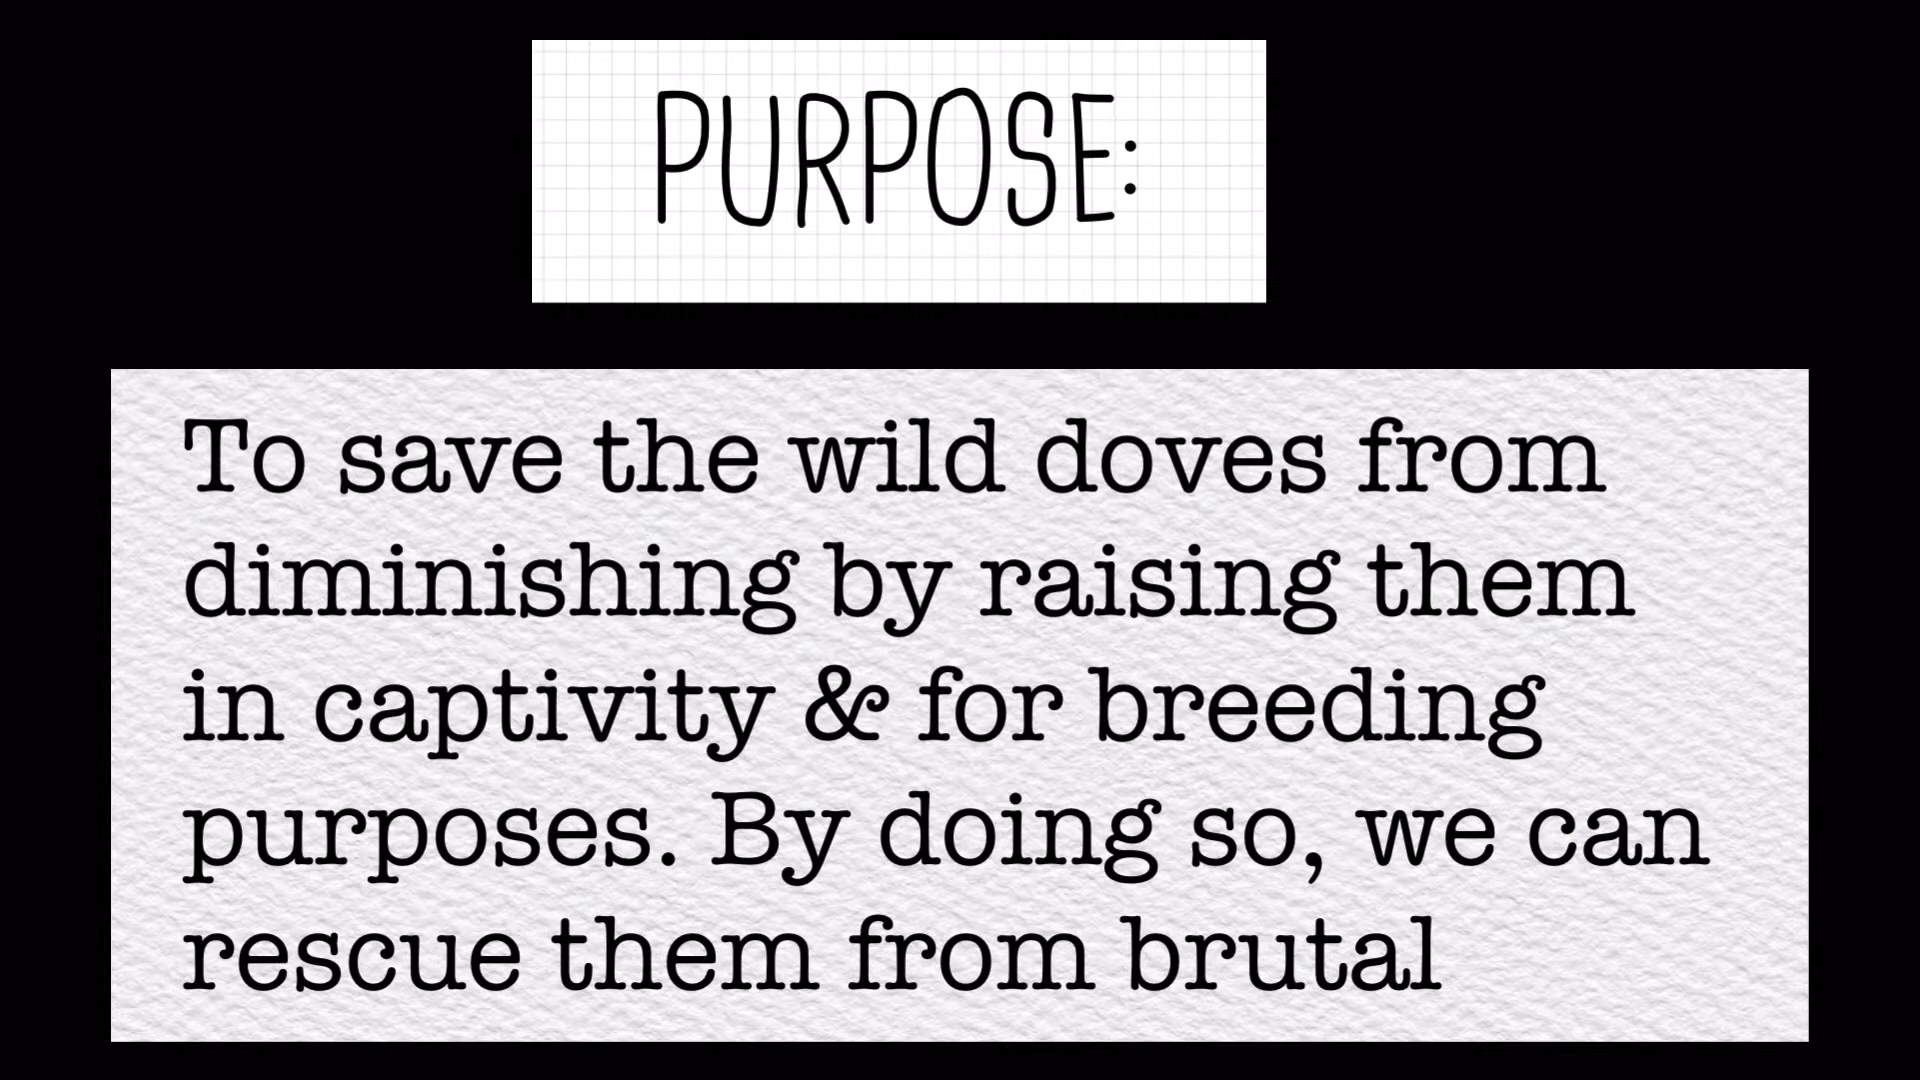 PURPOSE:
To save the wild doves from
diminishing by raising them
in captivity & for breeding
purposes. By doing so, we can
rescue them from brutal